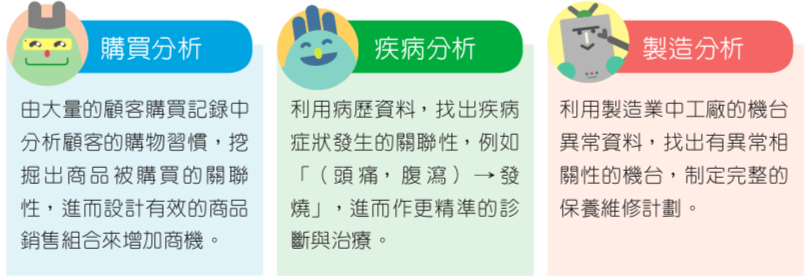 購買分析
由大量的顧客購買記錄中
分析顧客的購物習慣，挖
掘出商品被購買的關聯
性，進而設計有效的商品
銷售組合來增加商機。
疾病分析
利用病歷資料，找出疾病
症狀發生的關聯性，例如
「（頭痛，腹瀉）→發
燒」，進而作更精準的診
斷與治療。
製造分析
利用製造業中工廠的機台
異常資料，找出有異常相
關性的機台，制定完整的
保養維修計劃。